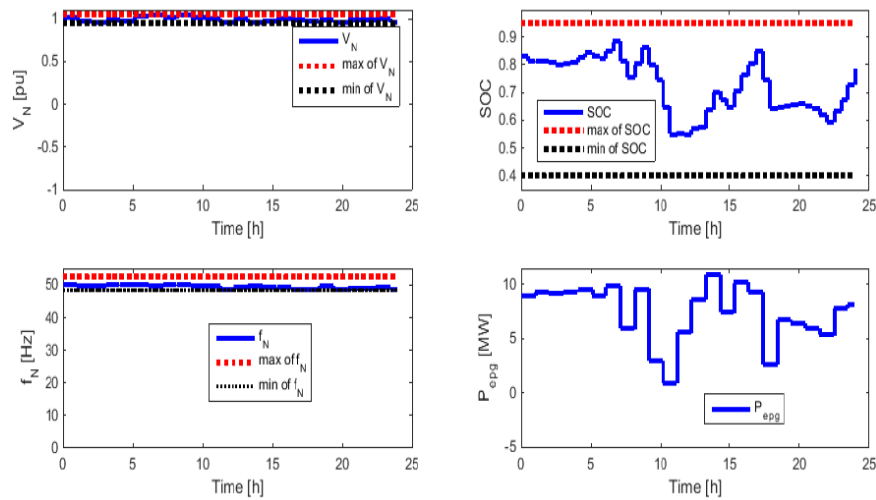 1
0.5
0
-0.5
-1
V_N [pu]
V_N
max of V_N
min of V_N
0 5 10 15 20 25
Time [h]
0.9
0.8
0.7
0.6
0.5
0.4
SOC
SOC
max of SOC
min of SOC
0 5 10 15 20 25
Time [h]
50
40
30
20
10
0
f_N [Hz]
f_N
max of f_N
min of f_N
0 5 10 15 20 25
Time [h]
10
5
0
-5
P_epg [MW]
P_epg
0 5 10 15 20 25
Time [h]